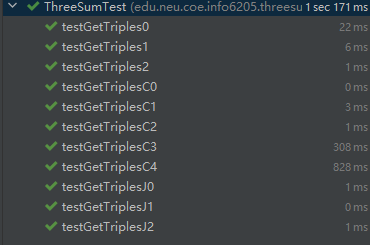 ThreeSumTest (edu.neu.coe.info6205.threesu 1 sec 171 ms
testGetTriples0 22 ms
testGetTriples1 6 ms
testGetTriples2 1 ms
testGetTriplesC0 0 ms
testGetTriplesC1 3 ms
testGetTriplesC2 1 ms
testGetTriplesC3 308 ms
testGetTriplesC4 828 ms
testGetTriplesJ0 1 ms
testGetTriplesJ1 0 ms
testGetTriplesJ2 1 ms